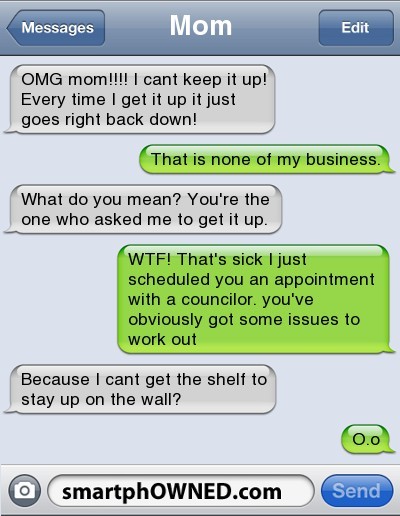 Messages
Mom
Edit
OMG mom!!!! I cant keep it up!
Every time I get it up it just
goes right back down!
That is none of my business.
What do you mean? You're the
one who asked me to get it up.
WTF! That's sick I just
scheduled you an appointment
with a councilor. you've
obviously got some issues to
work out
Because I cant get the shelf to
stay up on the wall?
O.o
smartphOWNED.com
Send